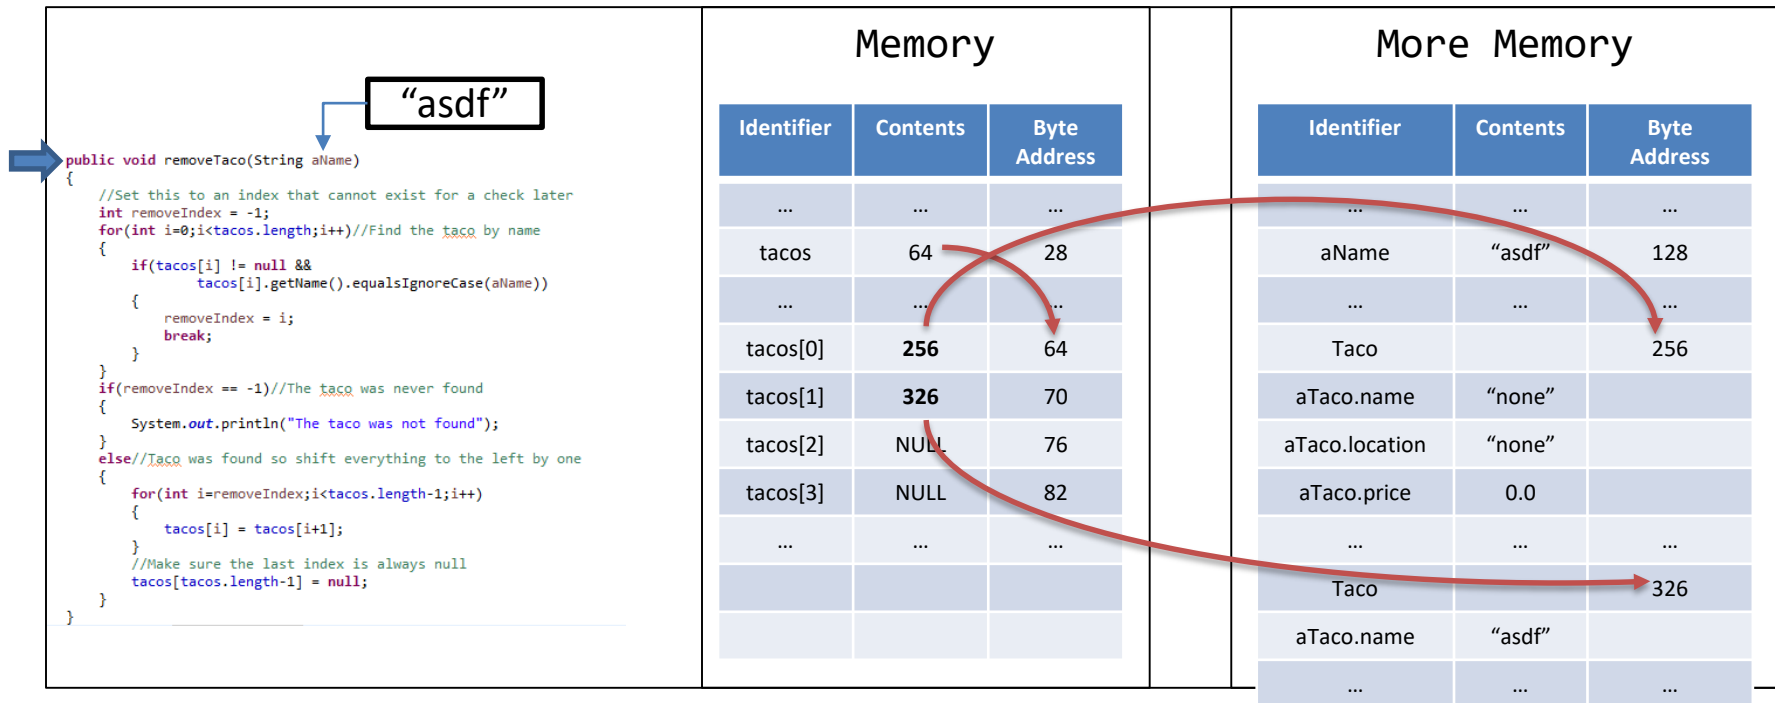 “asdf”
public void removeTaco(String aName)
{
//Set this to an index that cannot exist for a check later
int removeIndex = -1;
for(int i=0;i<tacos.length;i++)//Find the taco by name
{
if(tacos[i] != null &&
tacos[i].getName().equalsIgnoreCase(aName))
{
removeIndex = i;
break;
}
}
if(removeIndex == -1)//The taco was never found
{
System.out.println("The taco was not found");
}
else//Taco was found so shift everything to the left by one
{
for(int i=removeIndex;i<tacos.length-1;i++)
{
tacos[i] = tacos[i+1];
}
//Make sure the last index is always null
tacos[tacos.length-1] = null;
}
}
Memory
Identifier Contents Byte Address
... ... ...
tacos 64 28
... ... ...
tacos[0] 256 64
tacos[1] 326 70
tacos[2] NULL 76
tacos[3] NULL 82
... ... ...
More Memory
Identifier Contents Byte Address
... ... ...
aName “asdf” 128
... ... ...
Taco 256
aTaco.name “none”
aTaco.location “none”
aTaco.price 0.0
... ... ...
Taco 326
aTaco.name “asdf”
... ... ...